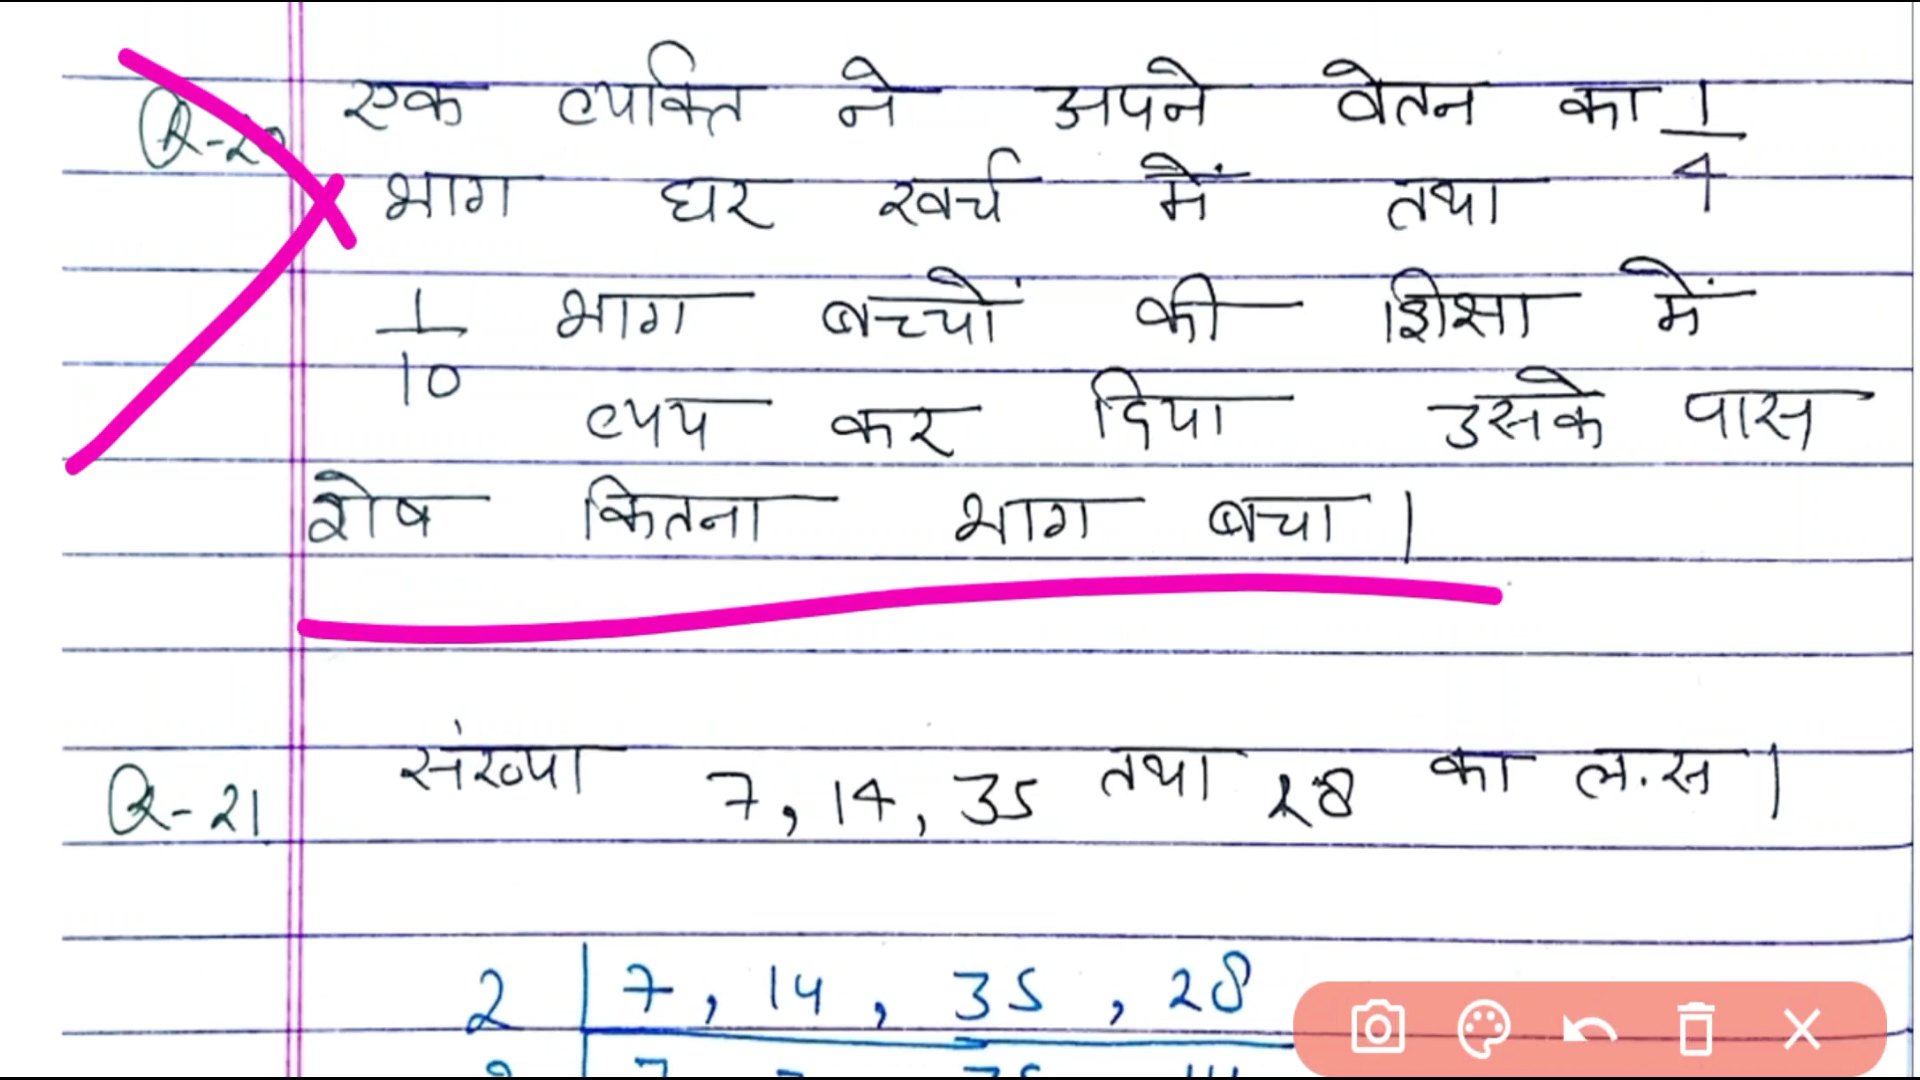 Q-20 एक व्यक्ति ने अपने वेतन का 1/4
भाग घर खर्च में तथा
1/10 भाग बच्चों की शिक्षा में
व्यय कर दिया उसके पास
शेष कितना भाग बचा।
Q-21 संख्या 7, 14, 35 तथा 28 का ल.स।
2 | 7, 14, 35, 28